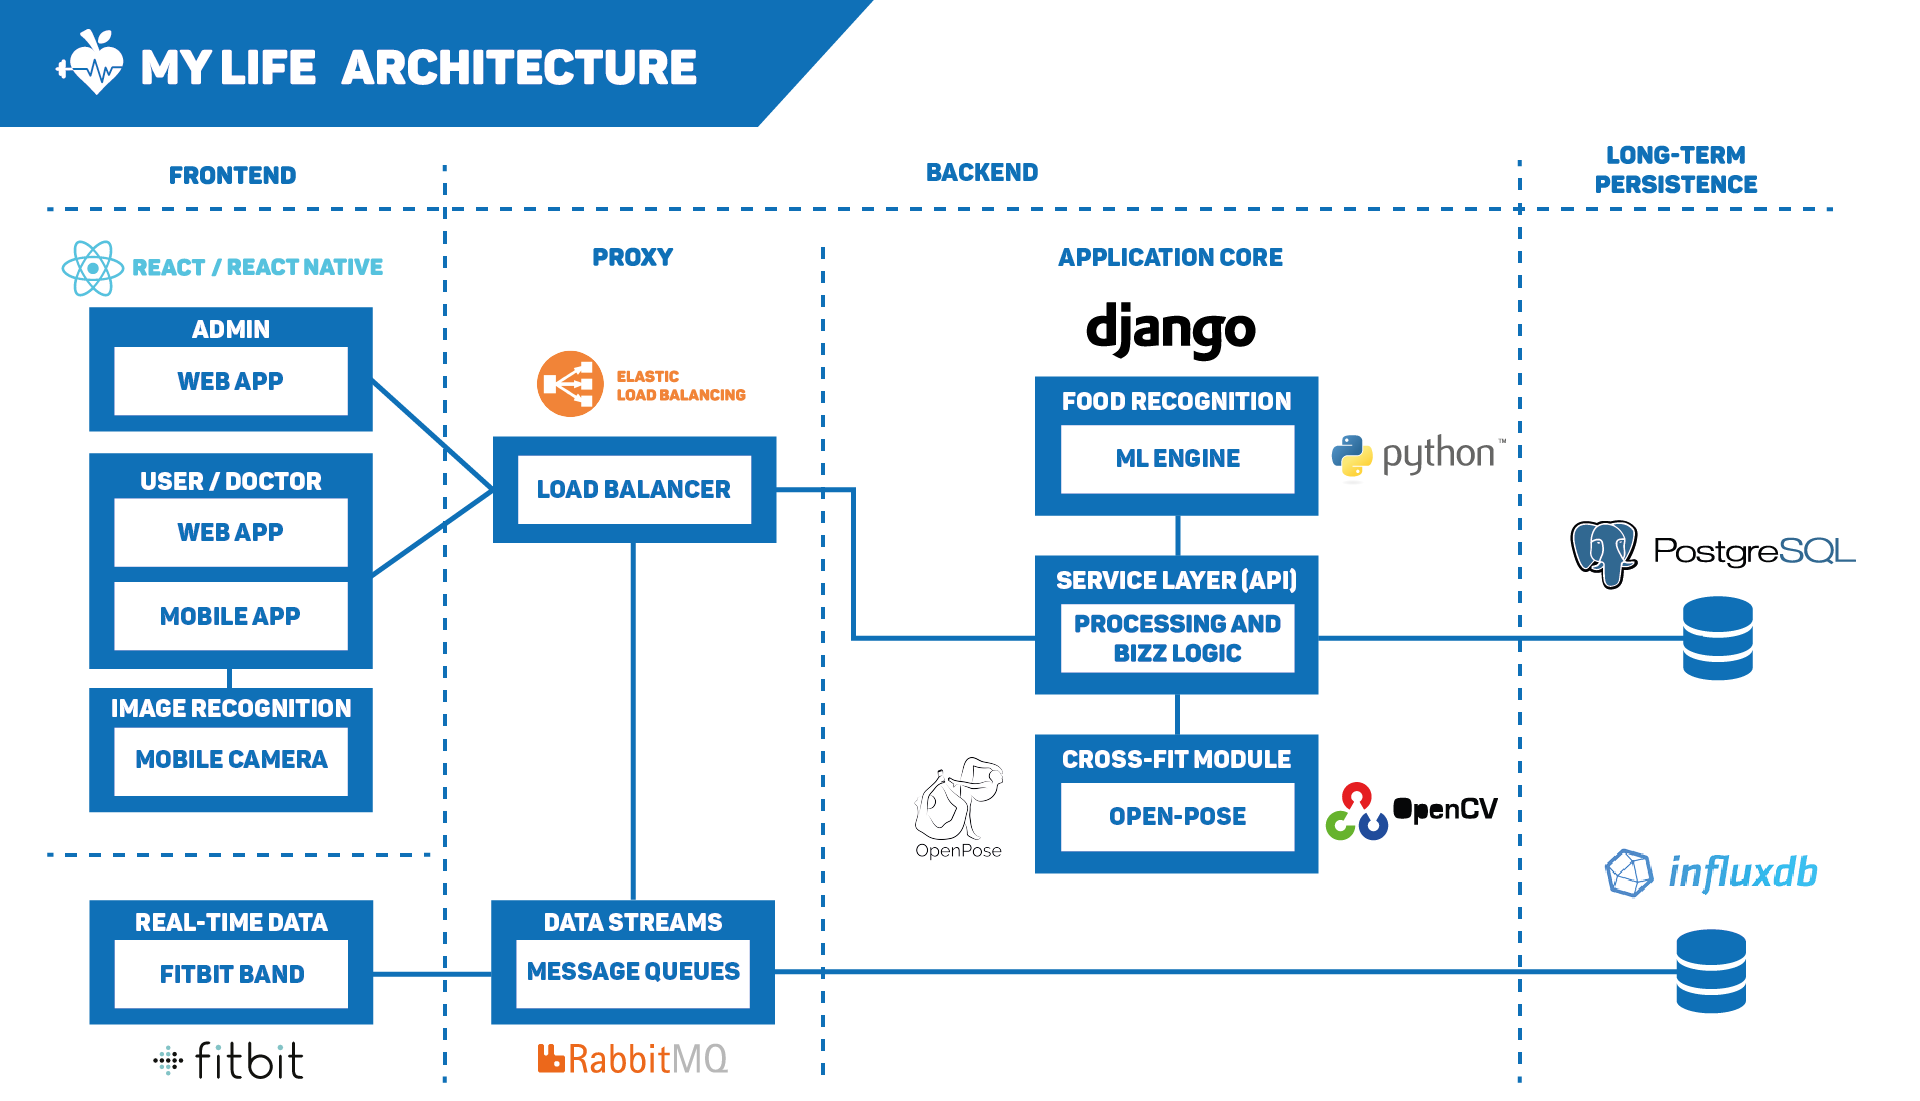 MY LIFE ARCHITECTURE
FRONTEND
BACKEND
LONG-TERM
PERSISTENCE
REACT / REACT NATIVE
ADMIN
WEB APP
USER / DOCTOR
WEB APP
MOBILE APP
IMAGE RECOGNITION
MOBILE CAMERA
REAL-TIME DATA
FITBIT BAND
fitbit
PROXY
ELASTIC
LOAD BALANCING
LOAD BALANCER
DATA STREAMS
MESSAGE QUEUES
RabbitMQ
APPLICATION CORE
django
FOOD RECOGNITION
ML ENGINE
python™
SERVICE LAYER (API)
PROCESSING AND
BIZZ LOGIC
CROSS-FIT MODULE
OPEN-POSE
OpenPose
OpenCV
PostgreSQL
influxdb